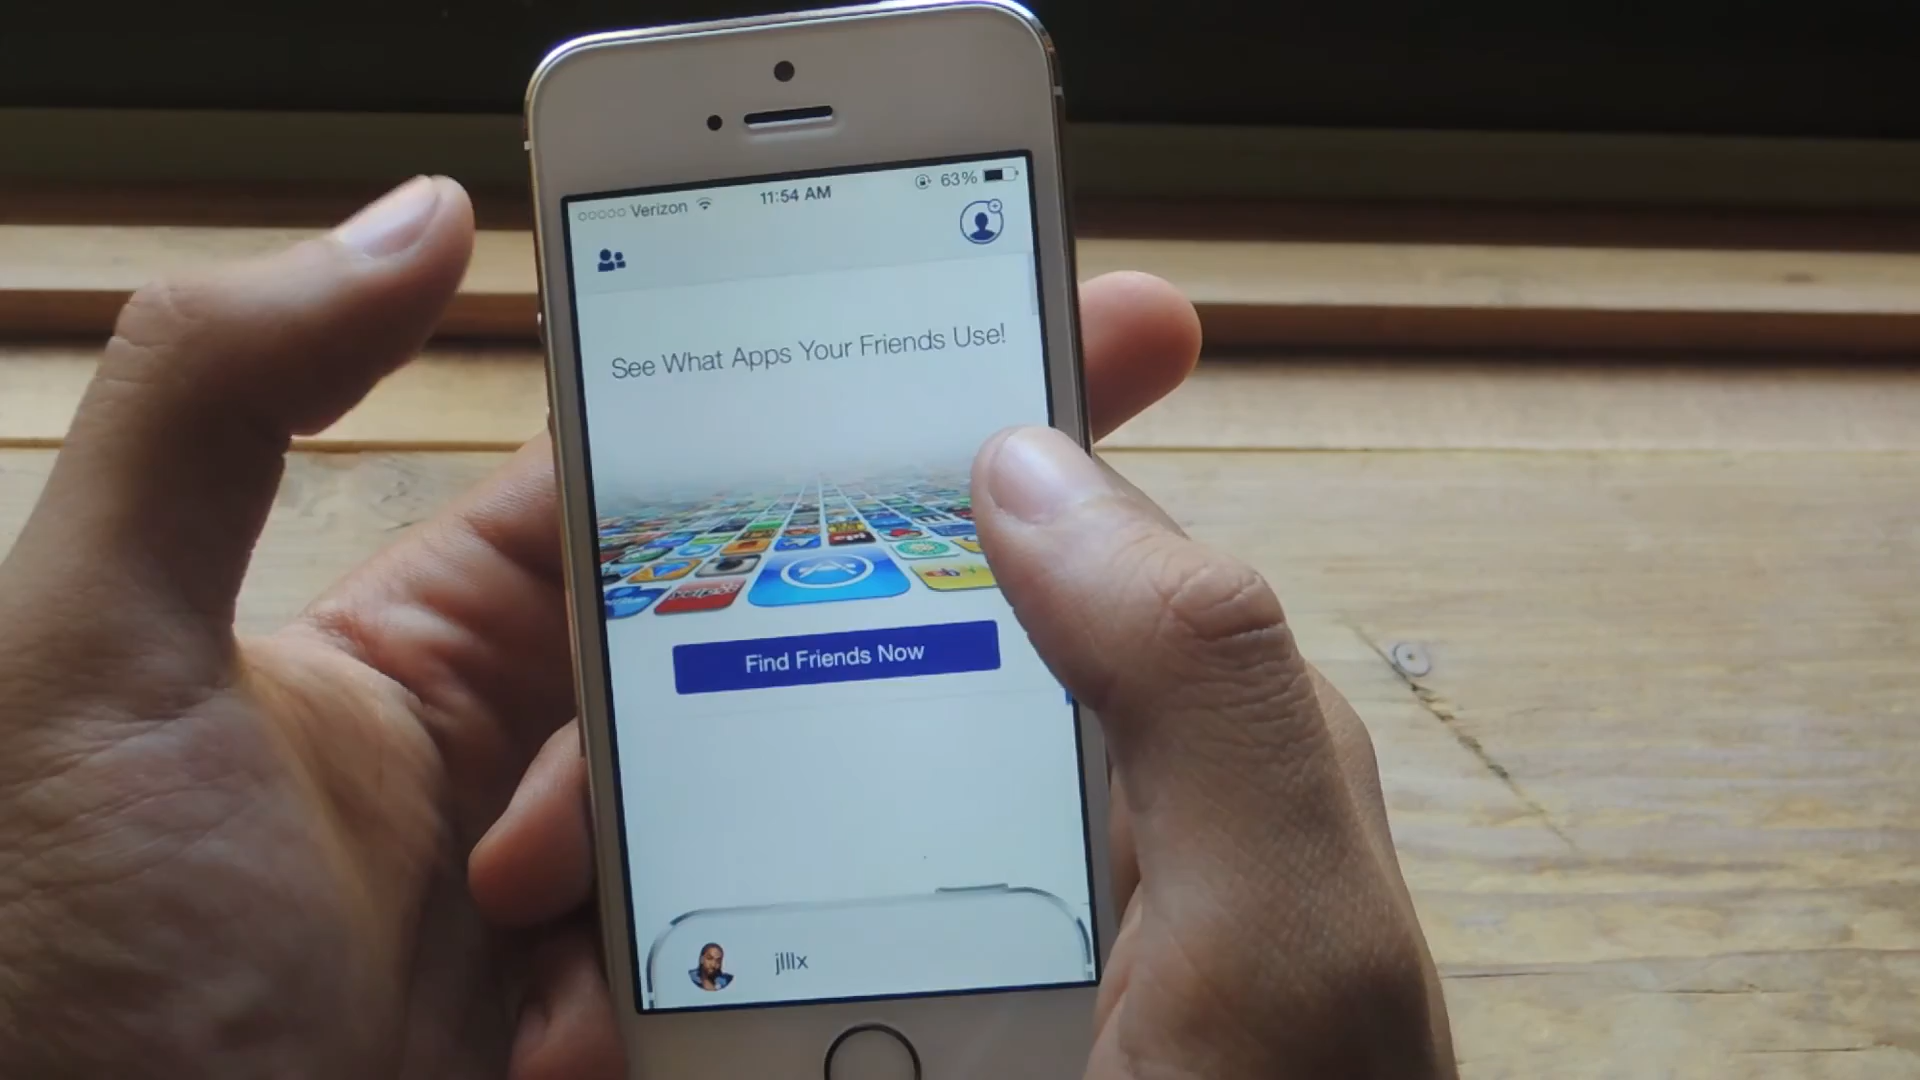 Verizon 11:54 AM 63%
See What Apps Your Friends Use!
Find Friends Now
jlllx